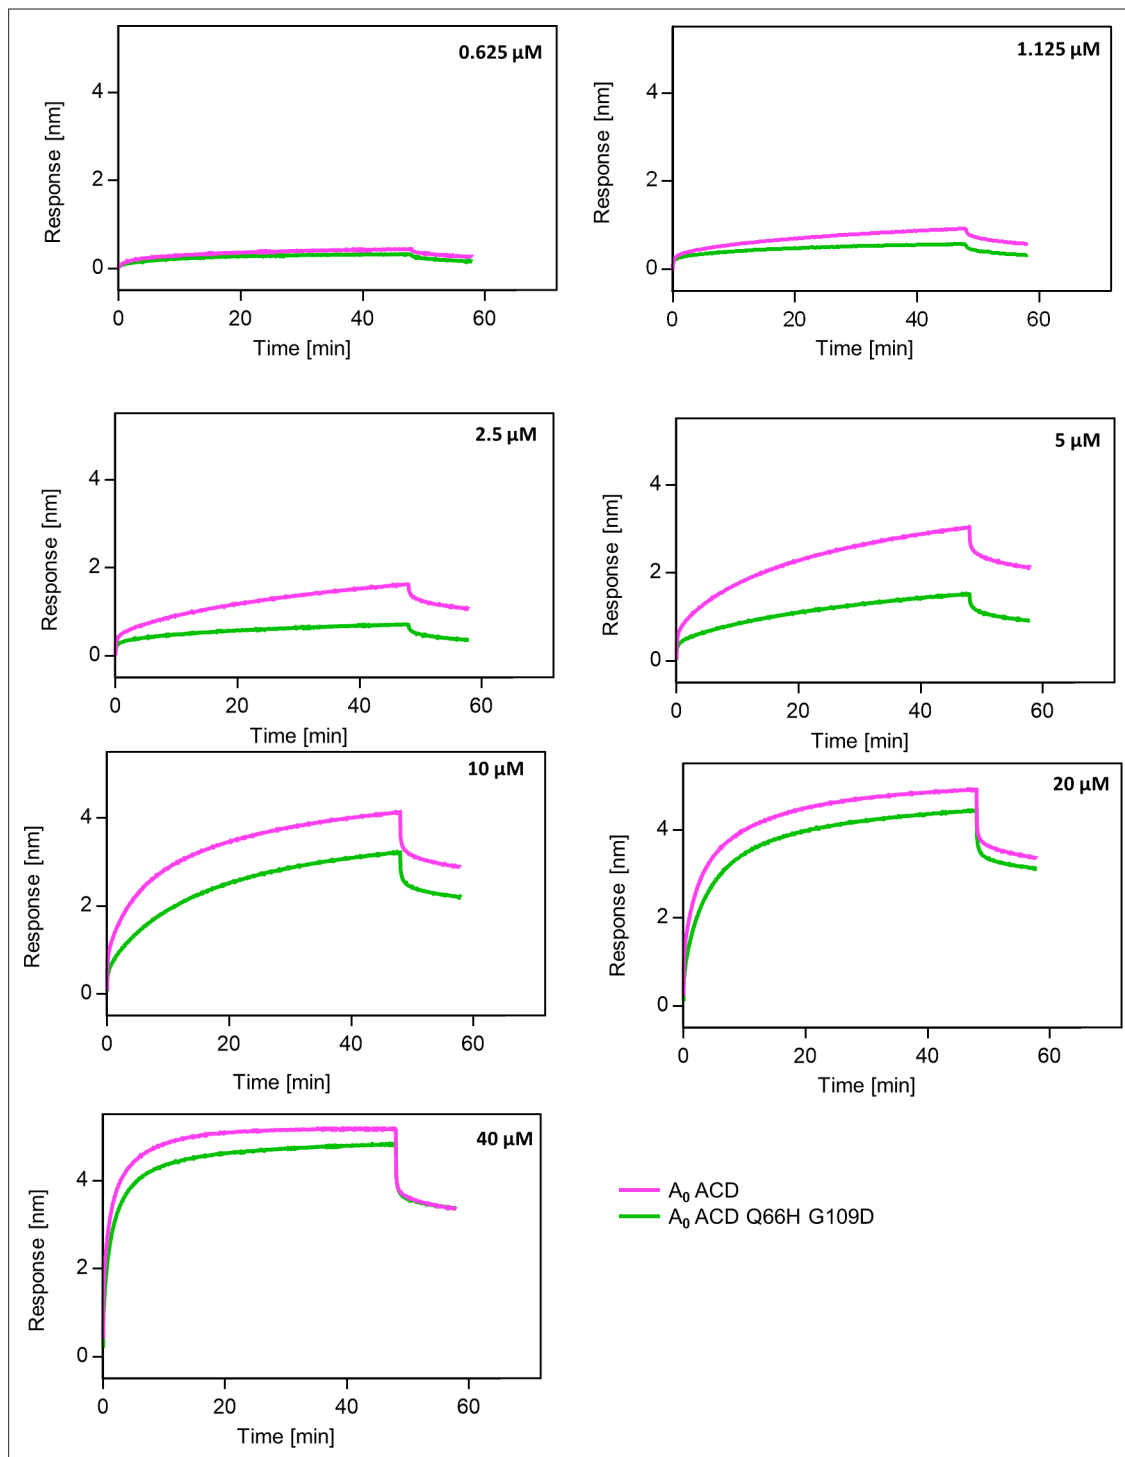 0.625 µM
4
2
0
Response [nm]
0 20 40 60
Time [min]
1.125 µM
4
2
0
Response [nm]
0 20 40 60
Time [min]
2.5 µM
4
2
0
Response [nm]
0 20 40 60
Time [min]
5 µM
4
2
0
Response [nm]
0 20 40 60
Time [min]
10 µM
4
2
0
Response [nm]
0 20 40 60
Time [min]
20 µM
4
2
0
Response [nm]
0 20 40 60
Time [min]
40 µM
4
2
0
Response [nm]
0 20 40 60
Time [min]
A₀ ACD
A₀ ACD Q66H G109D